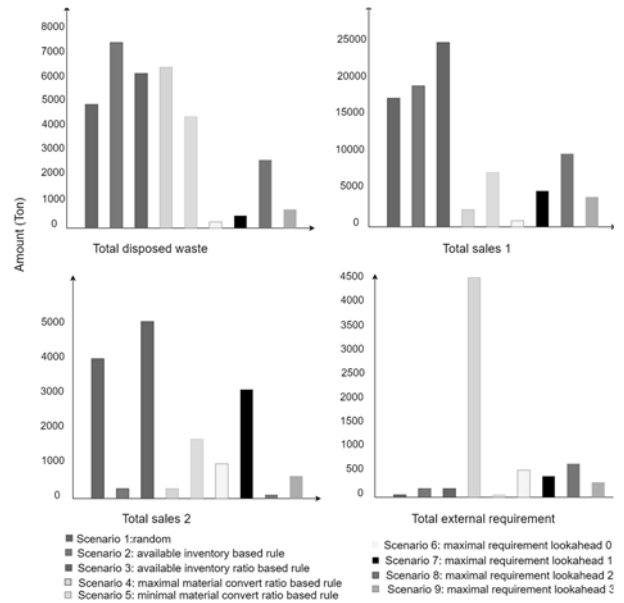 8000
7000
6000
5000
4000
3000
2000
1000
0
Amount (Ton)
Total disposed waste
25000
20000
15000
10000
5000
0
Total sales 1
5000
4000
3000
2000
1000
0
Total sales 2
4500
4000
3500
3000
2500
2000
1500
1000
500
0
Total external requirement
Scenario 1:random
Scenario 2: available inventory based rule
Scenario 3: available inventory ratio based rule
Scenario 4: maximal material convert ratio based rule
Scenario 5: minimal material convert ratio based rule
Scenario 6: maximal requirement lookahead 0
Scenario 7: maximal requirement lookahead 1
Scenario 8: maximal requirement lookahead 2
Scenario 9: maximal requirement lookahead 3